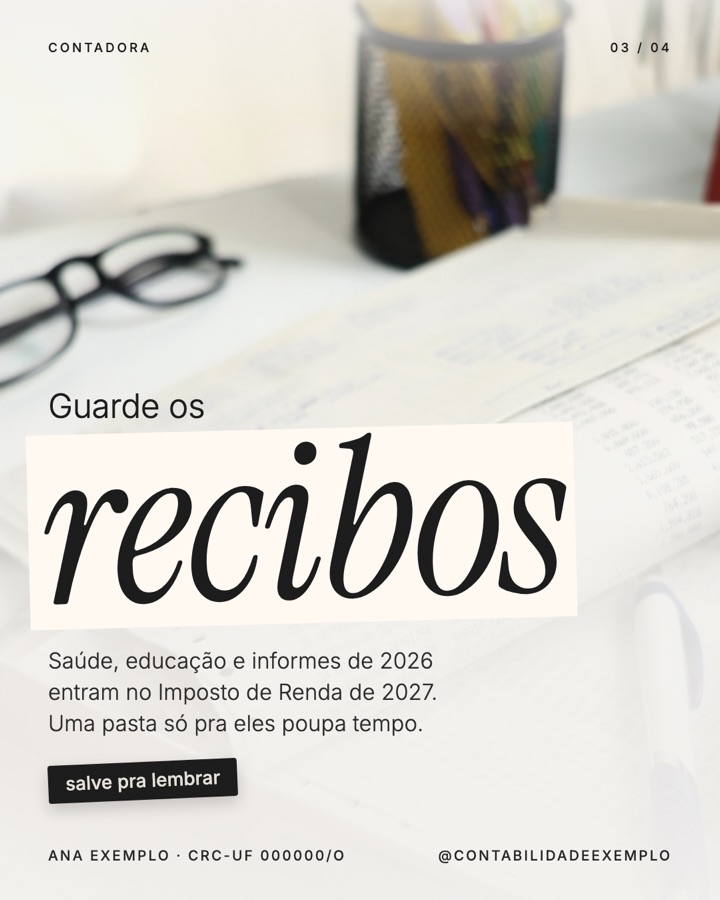 CONTADORA
03 / 04
Guarde os
recibos
Saúde, educação e informes de 2026
entram no Imposto de Renda de 2027.
Uma pasta só pra eles poupa tempo.
salve pra lembrar
ANA EXEMPLO · CRC-UF 000000/O
@CONTABILIDADEEXEMPLO